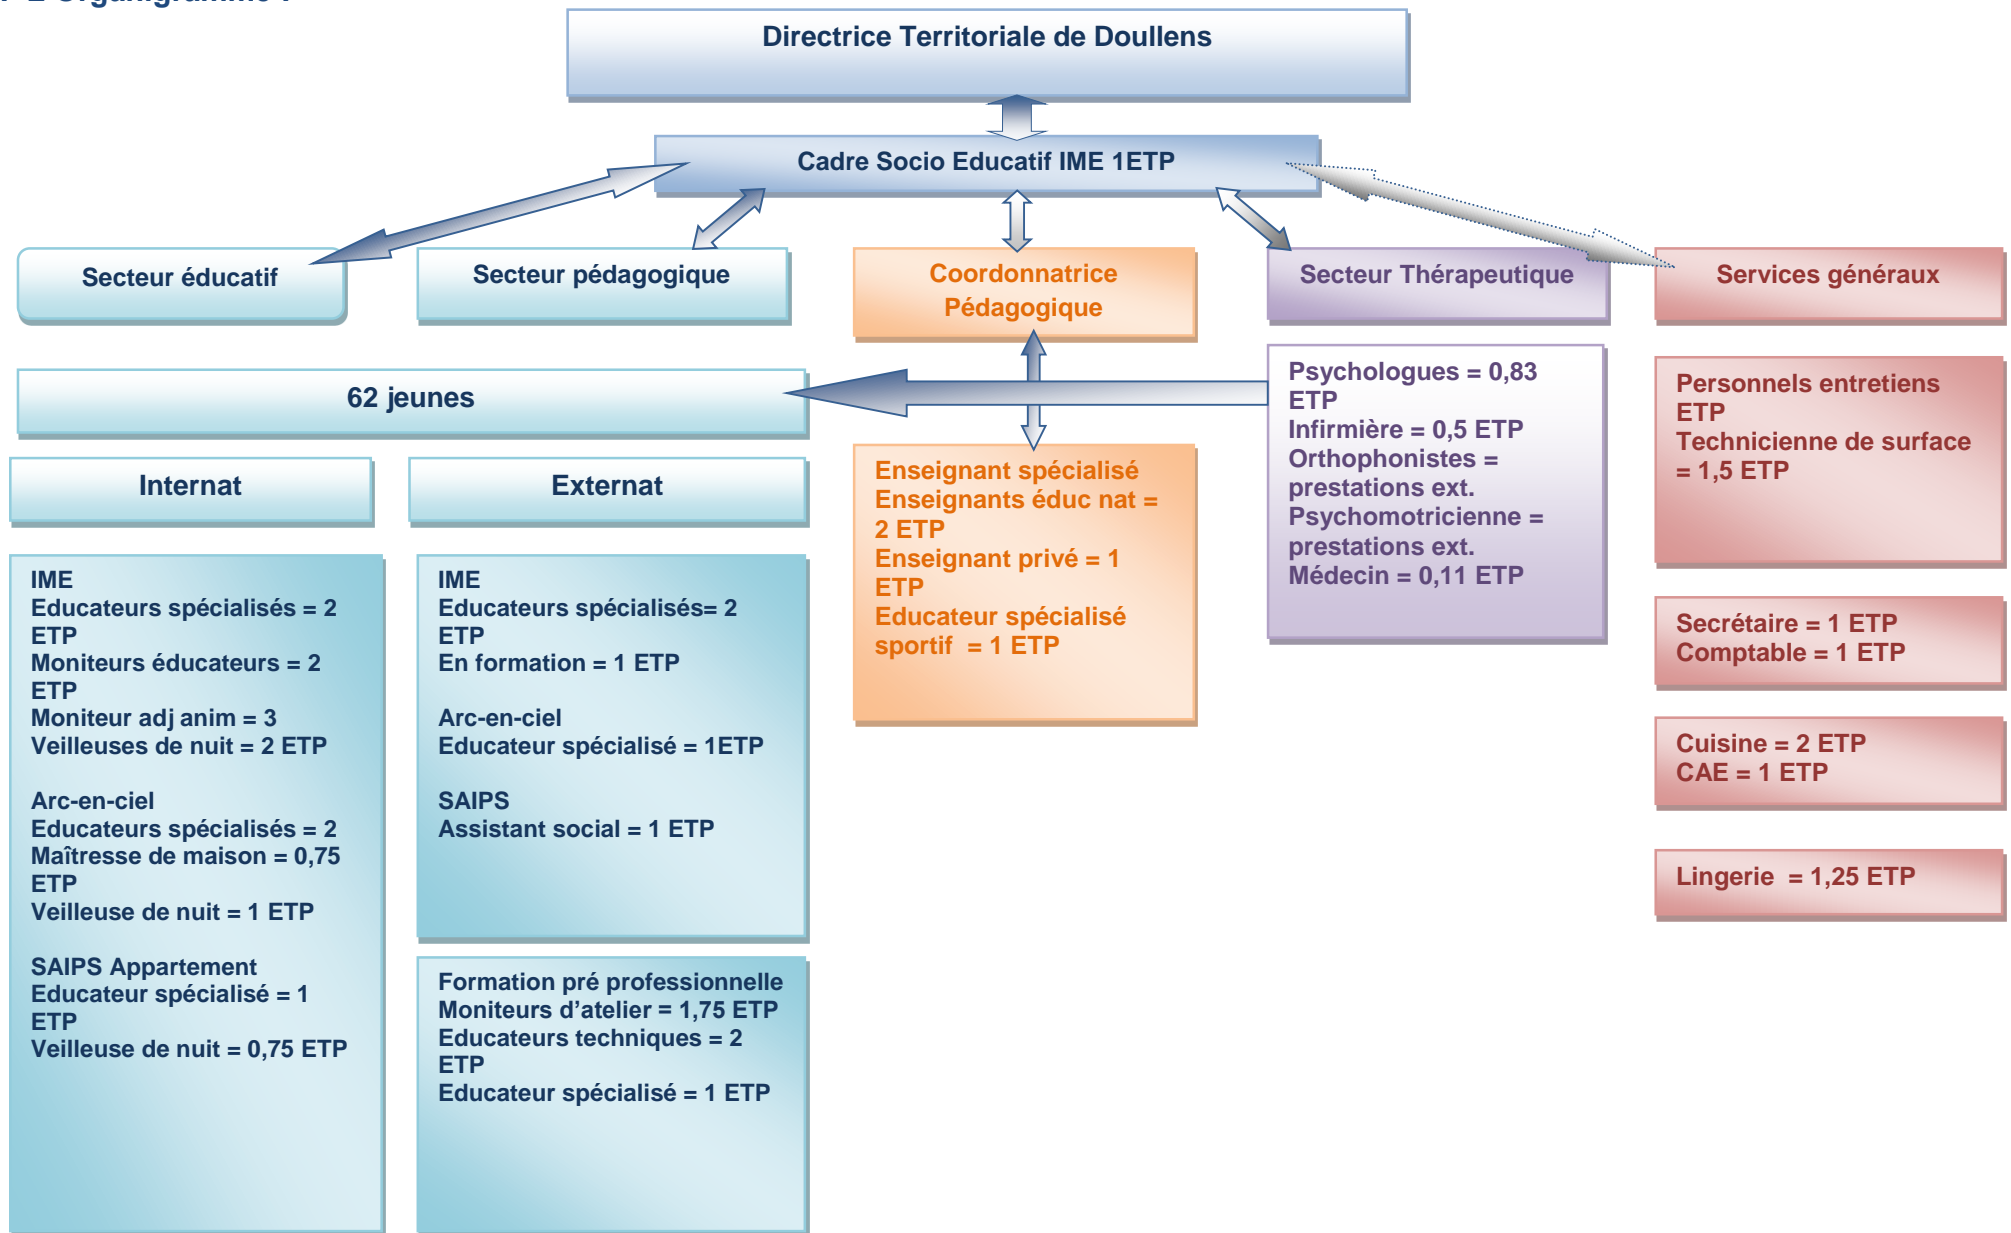 Organigramme :
Directrice Territoriale de Doullens
Cadre Socio Educatif IME 1ETP
Secteur éducatif
Secteur pédagogique
Coordonnatrice
Pédagogique
Secteur Thérapeutique
Services généraux
62 jeunes
Internat
Externat
IME
Educateurs spécialisés = 2
ETP
Moniteurs éducateurs = 2
ETP
Moniteur adj anim = 3
Veilleuses de nuit = 2 ETP
Arc-en-ciel
Educateurs spécialisés = 2
Maîtresse de maison = 0,75
ETP
Veilleuse de nuit = 1 ETP
SAIPS Appartement
Educateur spécialisé = 1
ETP
Veilleuse de nuit = 0,75 ETP
IME
Educateurs spécialisés= 2
ETP
En formation = 1 ETP
Arc-en-ciel
Educateur spécialisé = 1ETP
SAIPS
Assistant social = 1 ETP
Formation pré professionnelle
Moniteurs d’atelier = 1,75 ETP
Educateurs techniques = 2
ETP
Educateur spécialisé = 1 ETP
Enseignant spécialisé
Enseignants éduc nat =
2 ETP
Enseignant privé = 1
ETP
Educateur spécialisé
sportif = 1 ETP
Psychologues = 0,83
ETP
Infirmière = 0,5 ETP
Orthophonistes =
prestations ext.
Psychomotricienne =
prestations ext.
Médecin = 0,11 ETP
Personnels entretiens
ETP
Technicienne de surface
= 1,5 ETP
Secrétaire = 1 ETP
Comptable = 1 ETP
Cuisine = 2 ETP
CAE = 1 ETP
Lingerie = 1,25 ETP